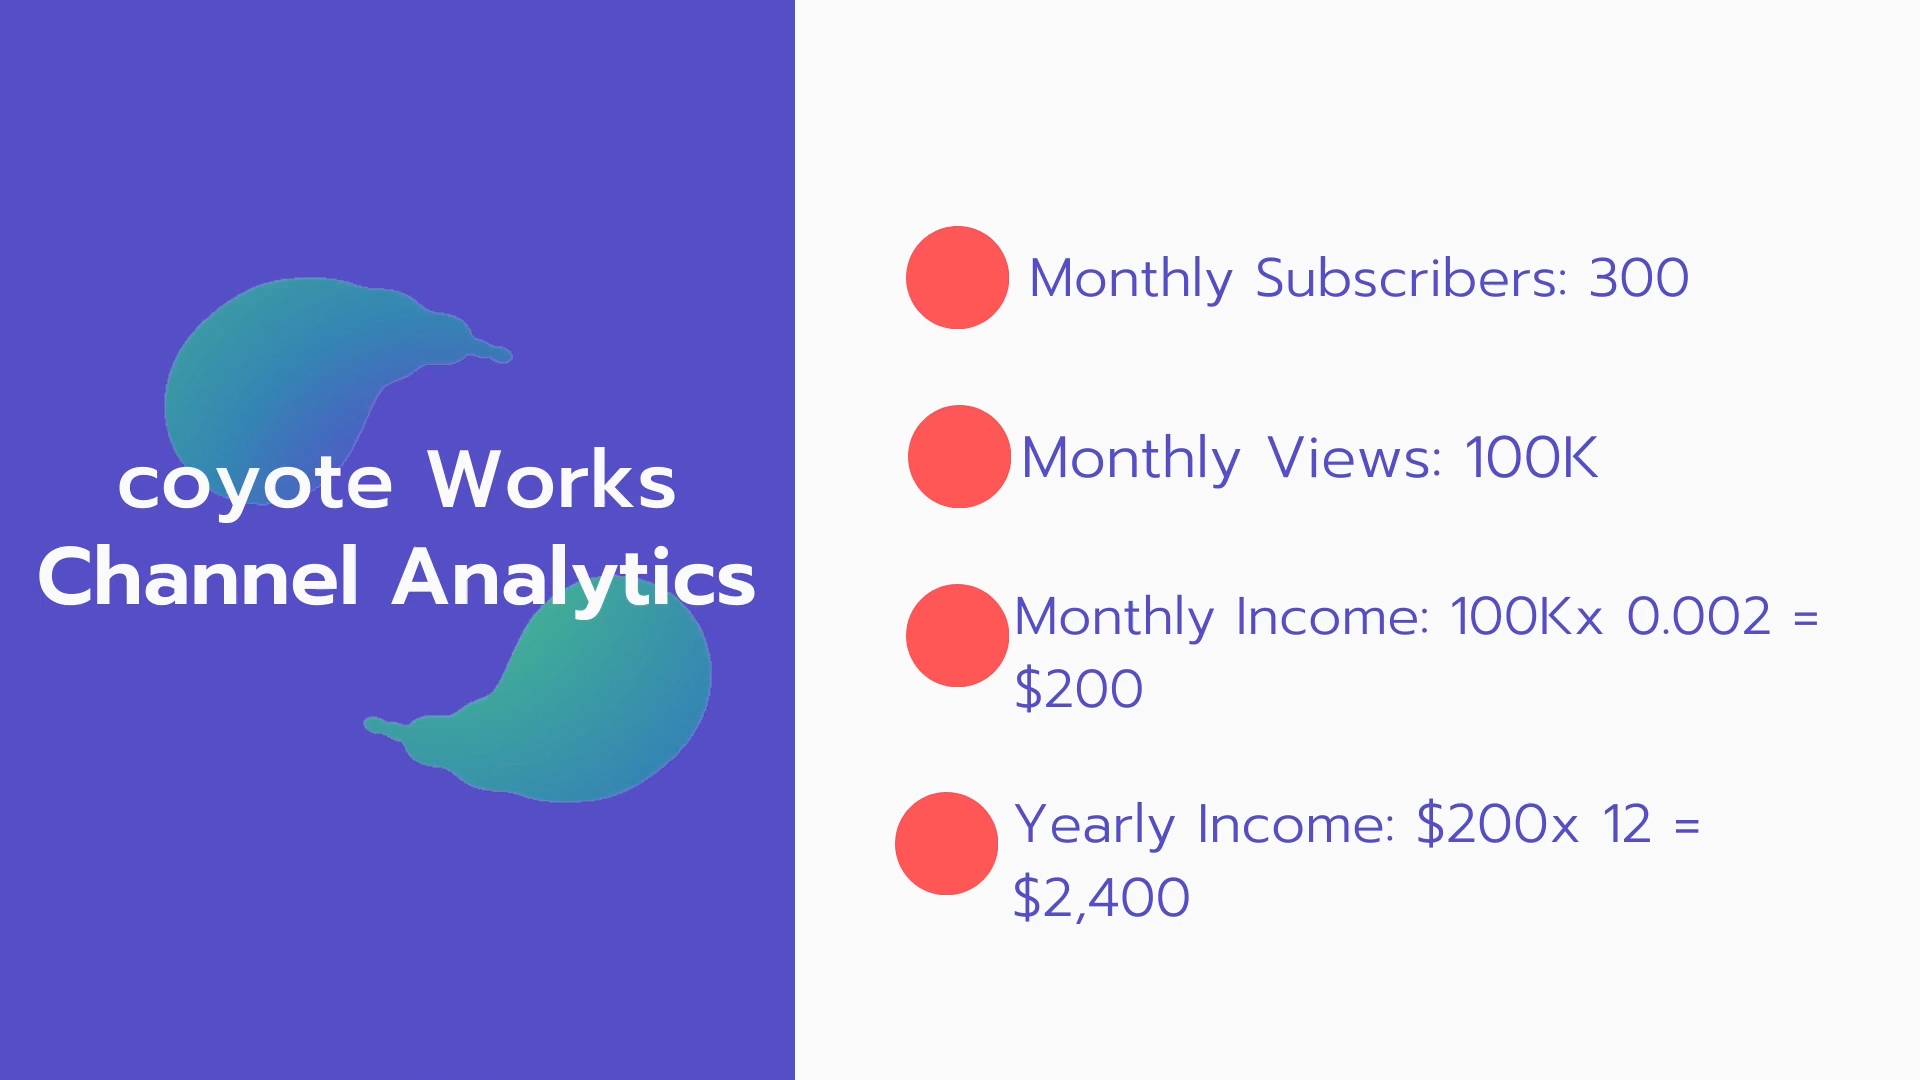 coyote Works
Channel Analytics
Monthly Subscribers: 300
Monthly Views: 100K
Monthly Income: 100Kx 0.002 =
$200
Yearly Income: $200x 12 =
$2,400